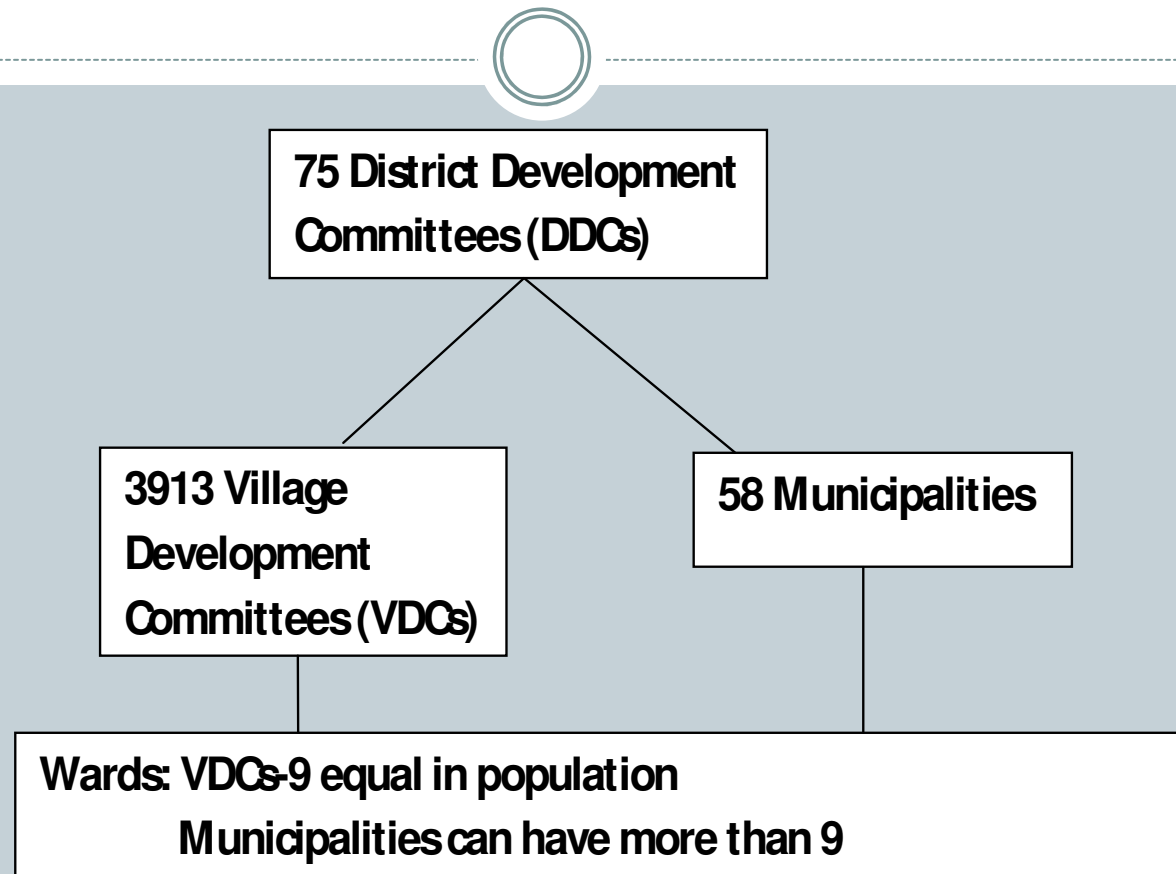 75 District Development
Committees (DDCs)
3913 Village
Development
Committees (VDCs)
58 Municipalities
Wards: VDCs-9 equal in population
Municipalities can have more than 9